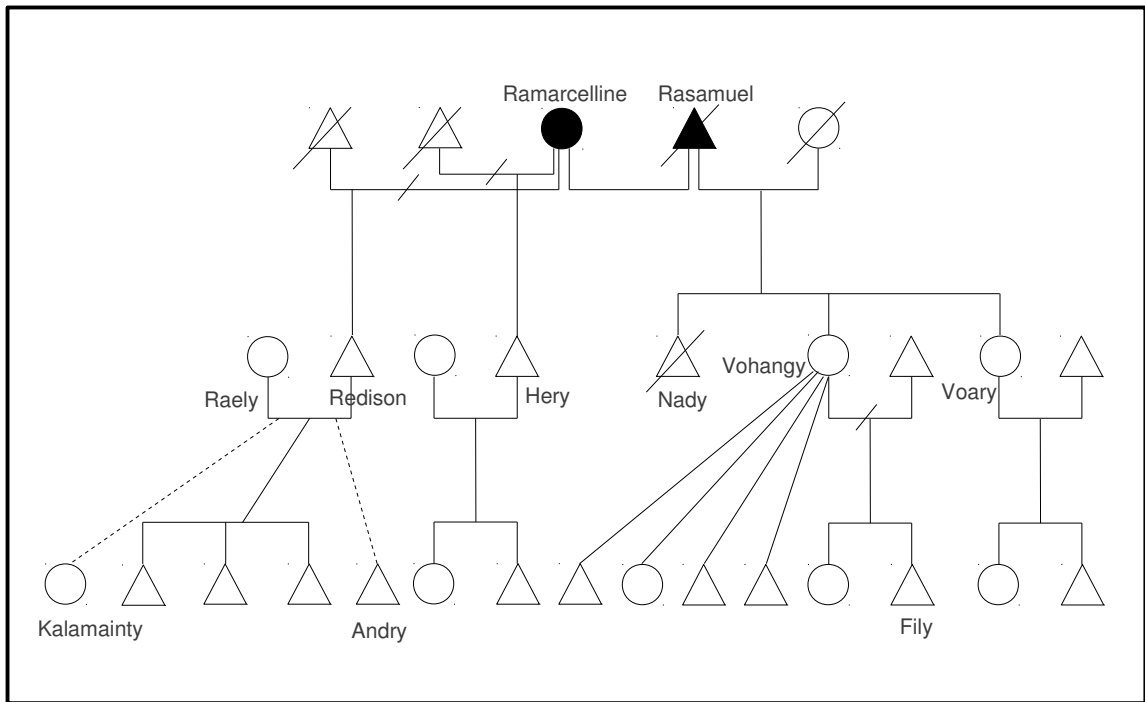 Ramarcelline
Rasamuel
Raely
Redison
Hery
Nady
Vohangy
Voary
Kalamainty
Andry
Fily